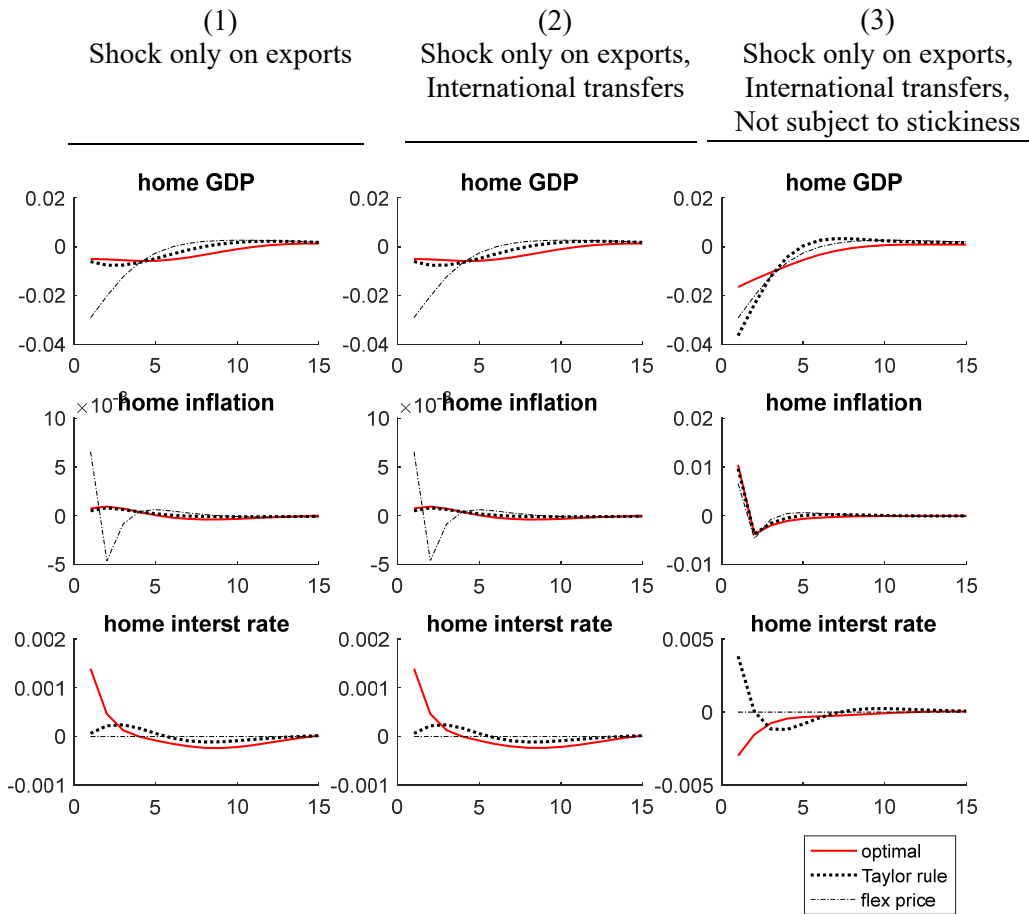 (1)
Shock only on exports
(2)
Shock only on exports,
International transfers
(3)
Shock only on exports,
International transfers,
Not subject to stickiness
home GDP
0.02
0
-0.02
-0.04
0 5 10 15
home GDP
0.02
0
-0.02
-0.04
0 5 10 15
home GDP
0.02
0
-0.02
-0.04
0 5 10 15
×10⁻³
home inflation
10
5
0
-5
0 5 10 15
×10⁻³
home inflation
10
5
0
-5
0 5 10 15
home inflation
0.02
0.01
0
-0.01
0 5 10 15
home interst rate
0.002
0.001
0
-0.001
0 5 10 15
home interst rate
0.002
0.001
0
-0.001
0 5 10 15
home interst rate
0.005
0
-0.005
0 5 10 15
optimal
Taylor rule
flex price